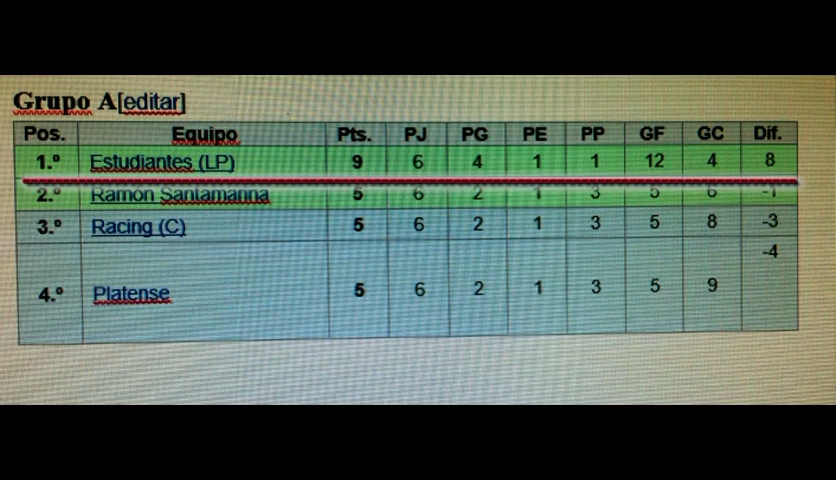 Grupo A[editar]
Pos. Equipo Pts. PJ PG PE PP GF GC Dif.
1.º Estudiantes (LP) 9 6 4 1 1 12 4 8
2.º Ramón Santamarina 5 6 2 1 3 5 6 -1
3.º Racing (C) 5 6 2 1 3 5 8 -3
4.º Platense 5 6 2 1 3 5 9 -4